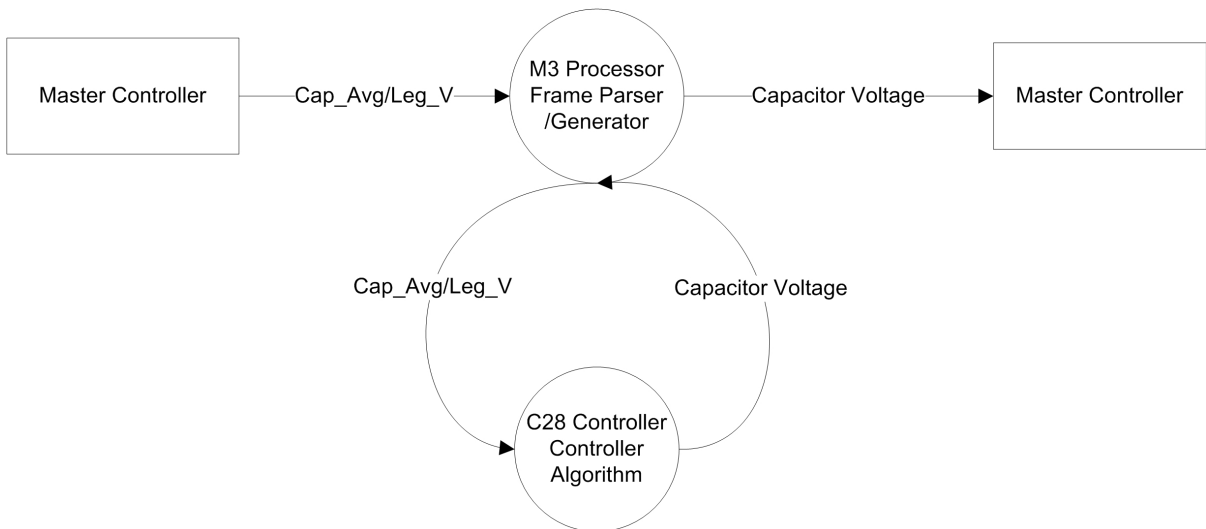 Master Controller
Cap_Avg/Leg_V
M3 Processor
Frame Parser
/Generator
Capacitor Voltage
Master Controller
Cap_Avg/Leg_V
Capacitor Voltage
C28 Controller
Controller
Algorithm